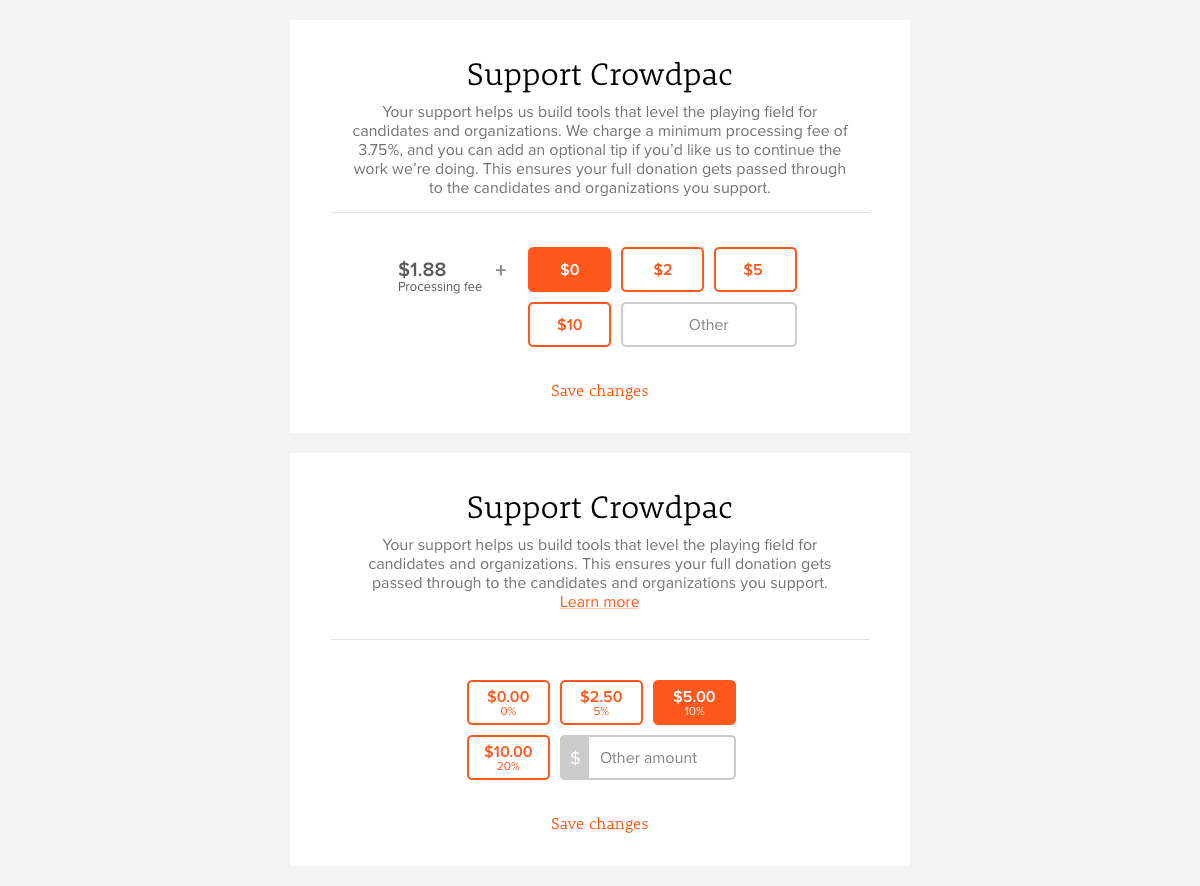 Support Crowdpac
Your support helps us build tools that level the playing field for
candidates and organizations. We charge a minimum processing fee of
3.75%, and you can add an optional tip if you’d like us to continue the
work we’re doing. This ensures your full donation gets passed through
to the candidates and organizations you support.
$1.88
Processing fee
+
$0
$2
$5
$10
Other
Save changes
Support Crowdpac
Your support helps us build tools that level the playing field for
candidates and organizations. This ensures your full donation gets
passed through to the candidates and organizations you support.
Learn more
$0.00
0%
$2.50
5%
$5.00
10%
$10.00
20%
$ Other amount
Save changes